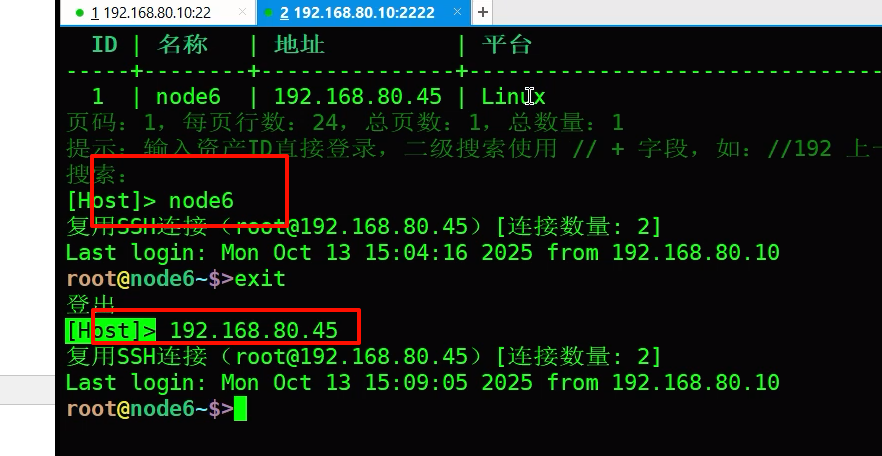 1 192.168.80.10:22 × 2 192.168.80.10:2222 × +
ID | 名称 | 地址 | 平台
-----+--------+---------------+--------------------------------
1 | node6 | 192.168.80.45 | Linux
页码：1，每页行数：24，总页数：1，总数量：1
提示：输入资产ID直接登录，二级搜索使用 // + 字段，如：//192 上一
搜索：
[Host]> node6
复用SSH连接（root@192.168.80.45）[连接数量: 2]
Last login: Mon Oct 13 15:04:16 2025 from 192.168.80.10
root@node6~$>exit
登出
[Host]> 192.168.80.45
复用SSH连接（root@192.168.80.45）[连接数量: 2]
Last login: Mon Oct 13 15:09:05 2025 from 192.168.80.10
root@node6~$>